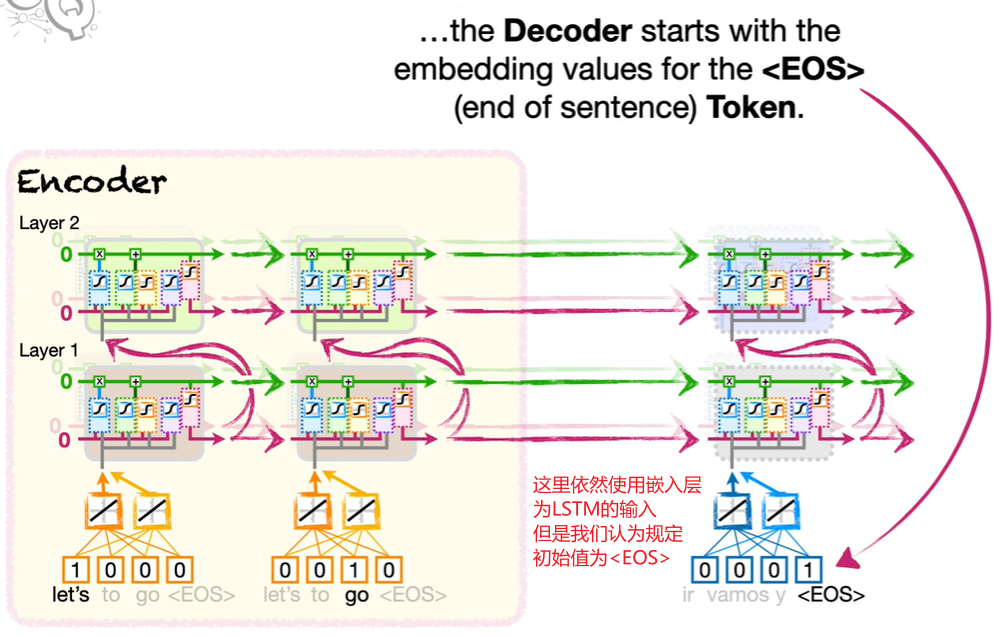 ...the Decoder starts with the
embedding values for the <EOS>
(end of sentence) Token.
Encoder
Layer 2
0
0
0
0
Layer 1
0
0
0
0
这里依然使用嵌入层
为LSTM的输入
但是我们认为规定
初始值为<EOS>
1 0 0 0
let's to go <EOS>
0 0 1 0
let's to go <EOS>
0 0 0 1
ir vamos y <EOS>